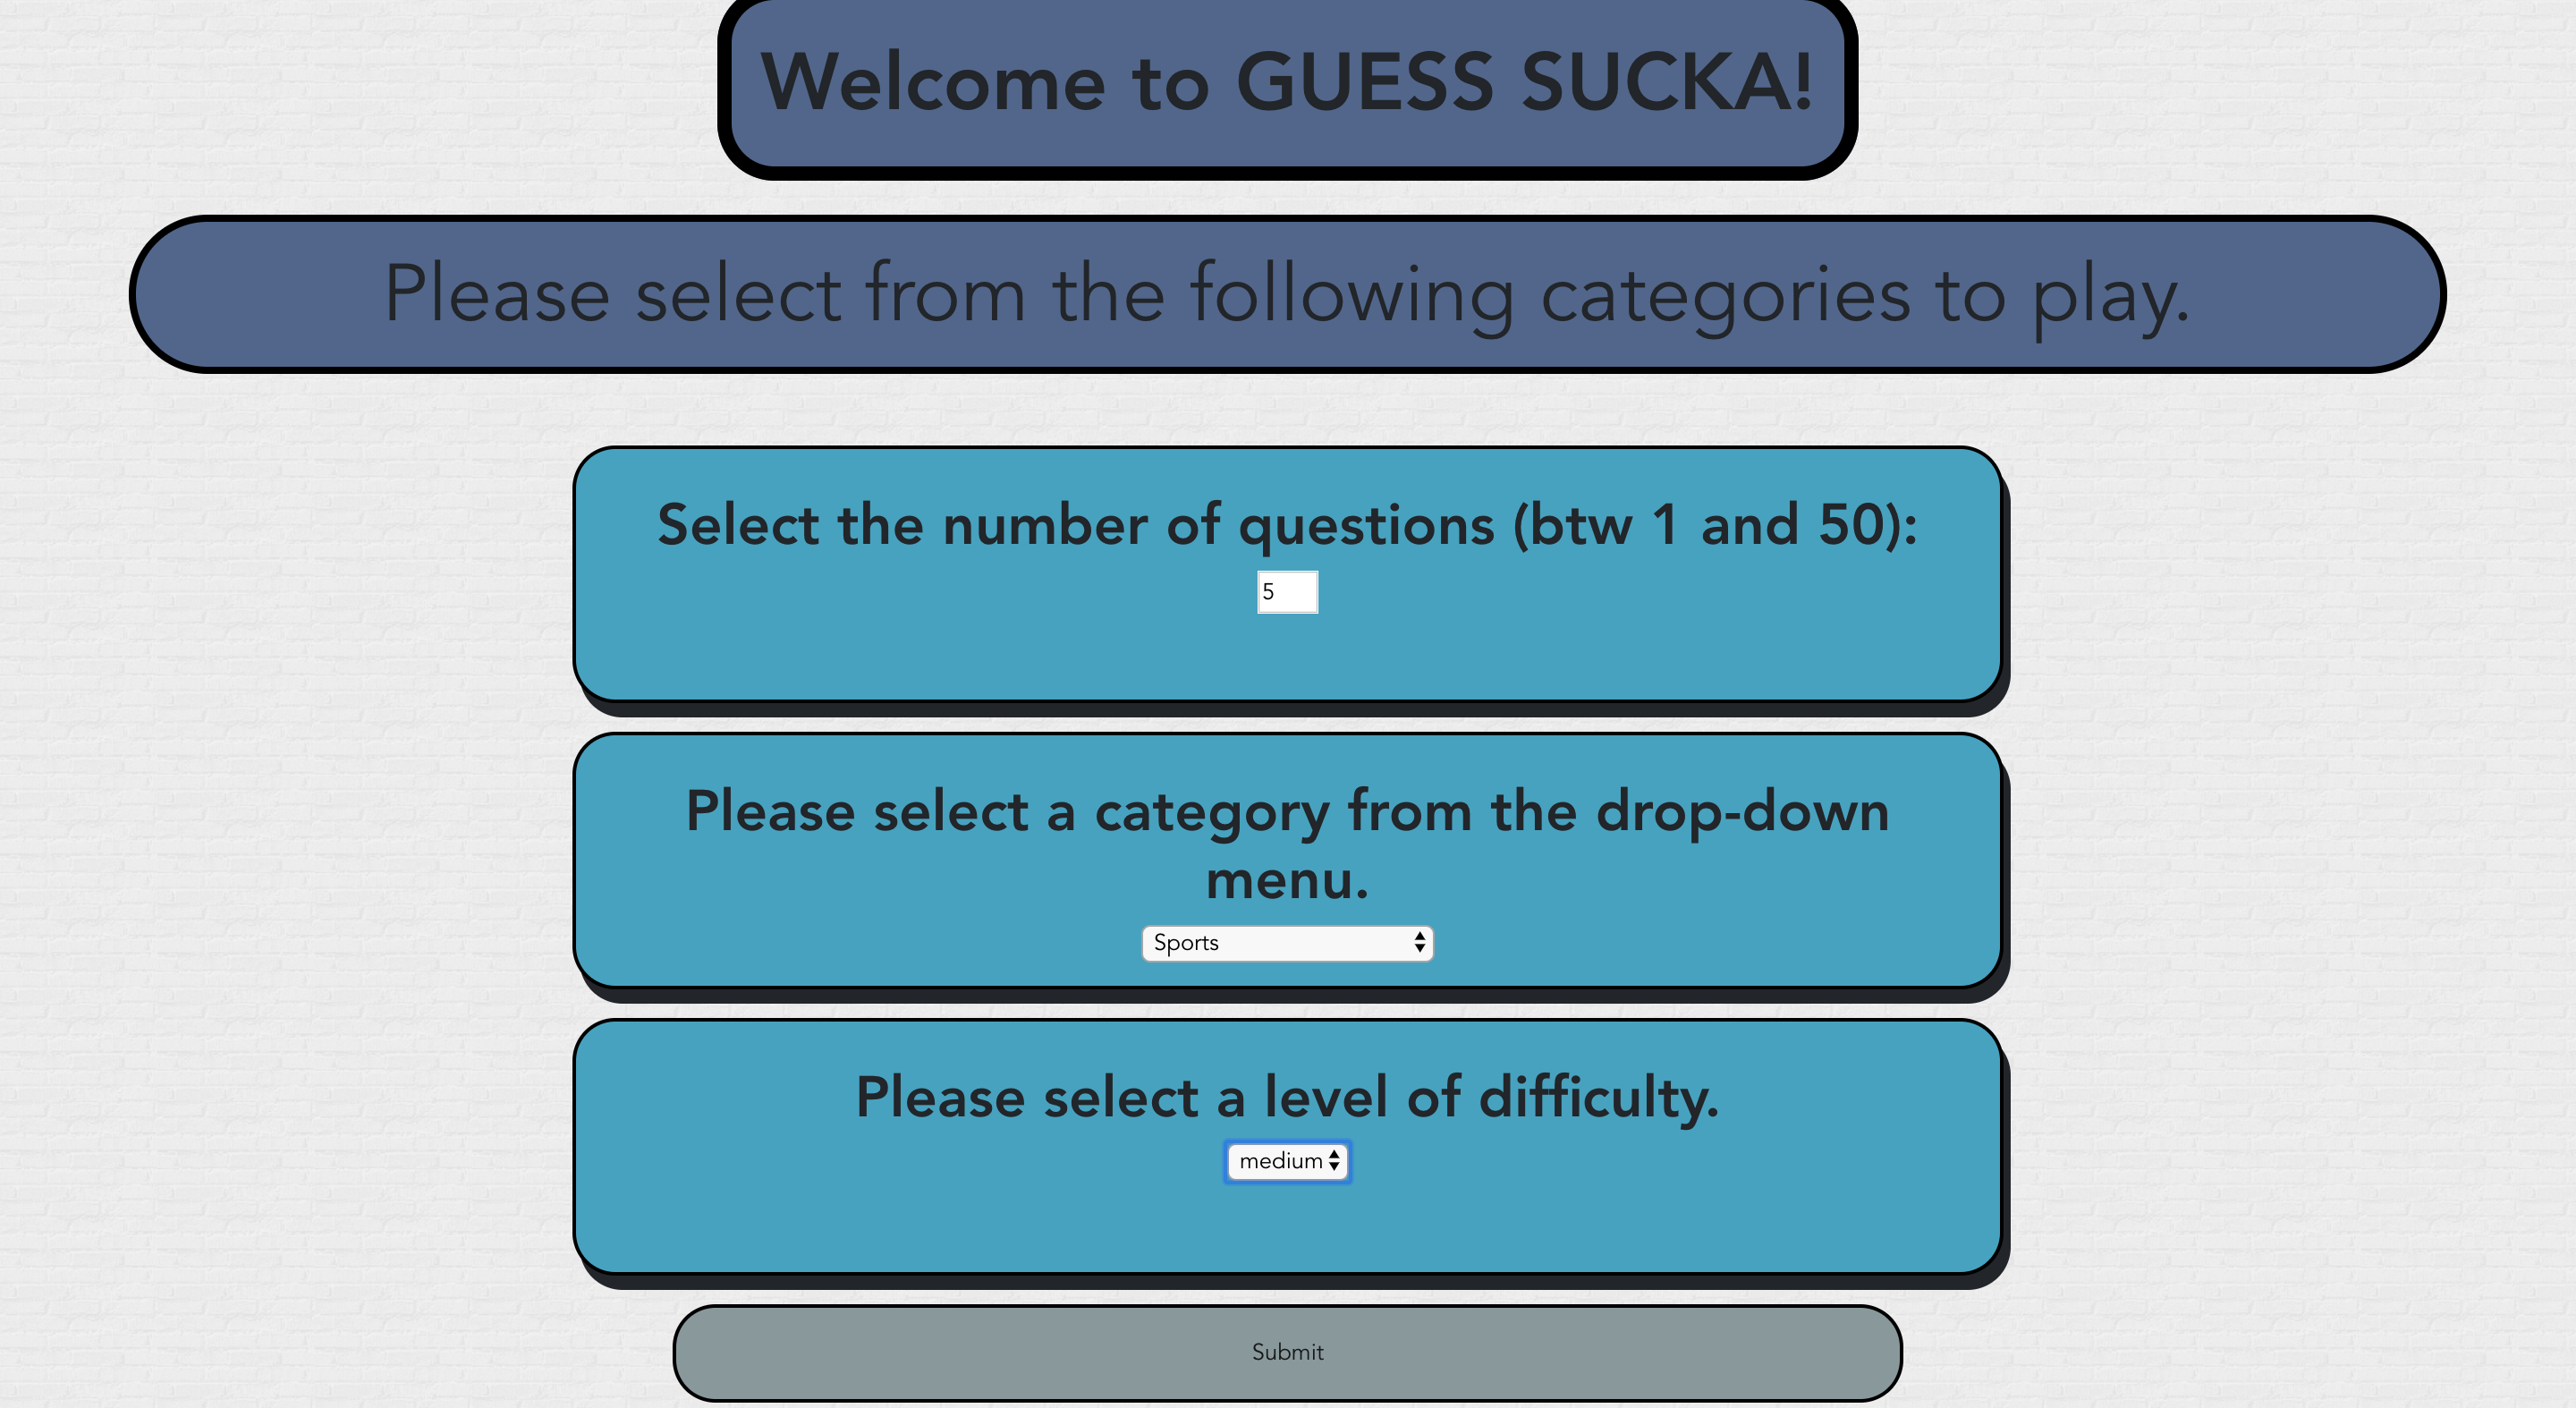 Welcome to GUESS SUCKA!
Please select from the following categories to play.
Select the number of questions (btw 1 and 50):
5
Please select a category from the drop-down
menu.
Sports
Please select a level of difficulty.
medium
Submit